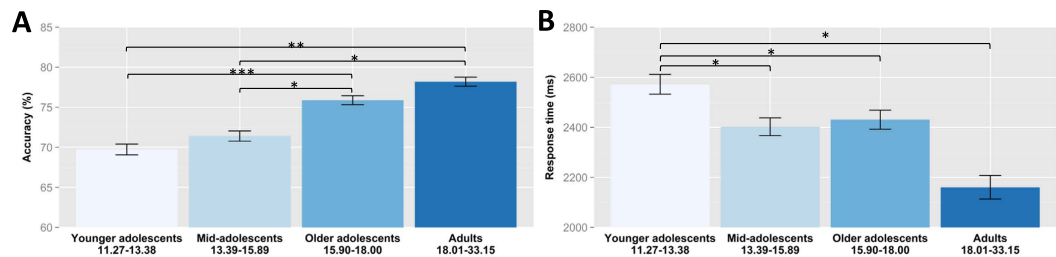 A
85
80
75
70
65
60
Accuracy (%)
**
*
***
*
Younger adolescents
11.27-13.38
Mid-adolescents
13.39-15.89
Older adolescents
15.90-18.00
Adults
18.01-33.15
B
2800
2600
2400
2200
2000
Response time (ms)
*
*
*
Younger adolescents
11.27-13.38
Mid-adolescents
13.39-15.89
Older adolescents
15.90-18.00
Adults
18.01-33.15